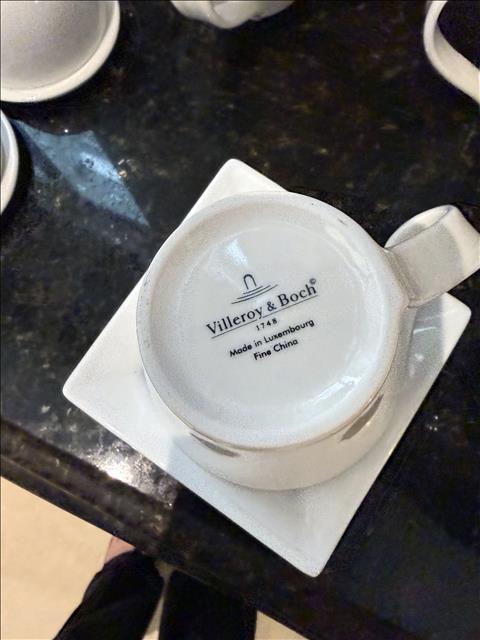 Villeroy & Boch©
1748
Made in Luxembourg
Fine China